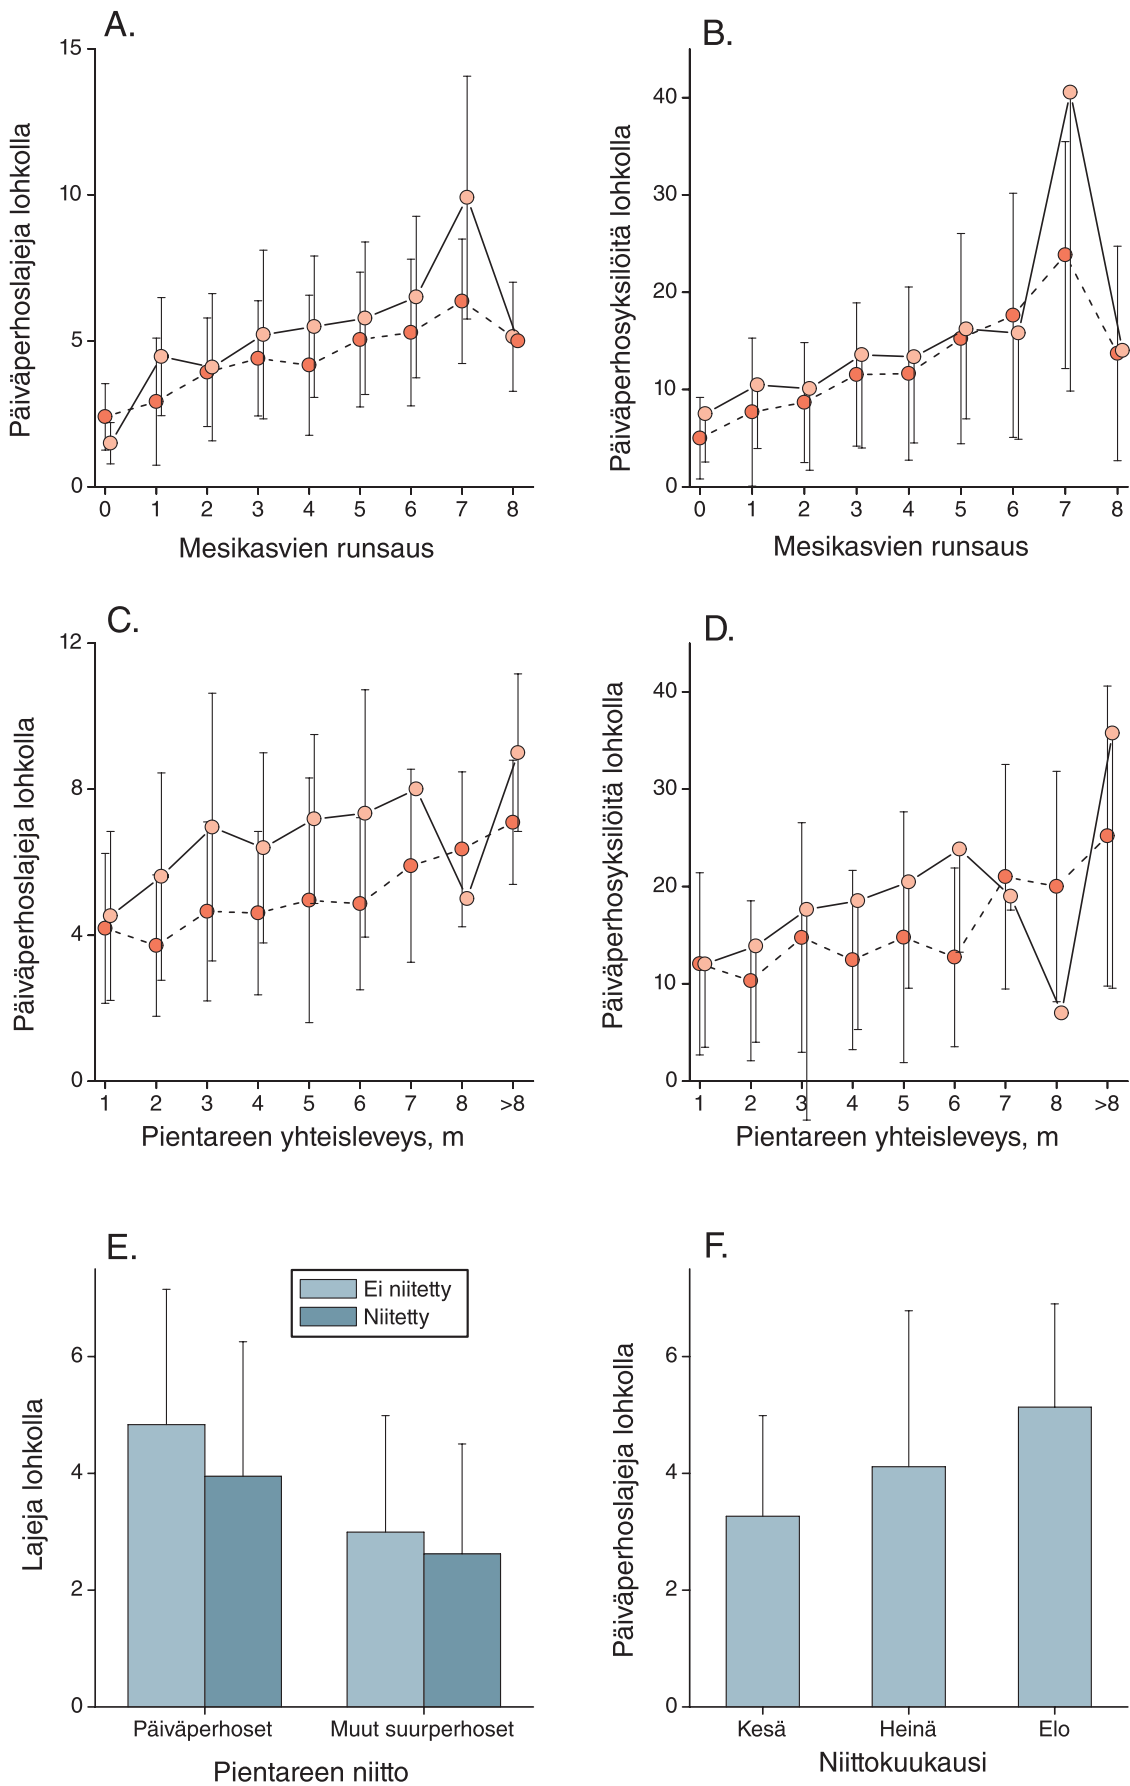 A.
15
10
5
0
Päiväperhoslajeja lohkolla
0 1 2 3 4 5 6 7 8
Mesikasvien runsaus
B.
40
30
20
10
0
Päiväperhosyksilöitä lohkolla
0 1 2 3 4 5 6 7 8
Mesikasvien runsaus
C.
12
8
4
0
Päiväperhoslajeja lohkolla
1 2 3 4 5 6 7 8 >8
Pientareen yhteisleveys, m
D.
40
30
20
10
0
Päiväperhosyksilöitä lohkolla
1 2 3 4 5 6 7 8 >8
Pientareen yhteisleveys, m
E.
Ei niitetty
Niitetty
6
4
2
0
Lajeja lohkolla
Päiväperhoset Muut suurperhoset
Pientareen niitto
F.
6
4
2
0
Päiväperhoslajeja lohkolla
Kesä Heinä Elo
Niittokuukausi